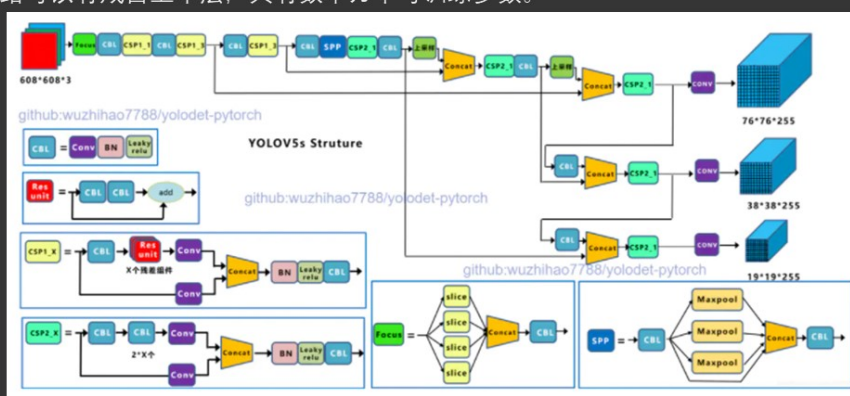 Focus CBL CSP1_1 CBL CSP1_3 CBL CSP1_3 CBL SPP CSP2_1 CBL 上采样 Concat CSP2_1 CBL 上采样 Concat CSP2_1 CONV
608*608*3
76*76*255
github:wuzhihao7788/yolodet-pytorch
YOLOV5s Struture
CBL = Conv BN Leaky relu
CBL Concat CSP2_1 CONV
38*38*255
Res unit = CBL CBL add
github:wuzhihao7788/yolodet-pytorch
CBL Concat CSP2_1 CONV
19*19*255
github:wuzhihao7788/yolodet-pytorch
CSP1_X = CBL Res unit Conv
X个残差组件
Conv
Concat BN Leaky relu CBL
CSP2_X = CBL CBL Conv
2*X个
Conv
Concat BN Leaky relu CBL
Focus = slice slice slice slice Concat CBL
SPP = CBL Maxpool Maxpool Maxpool Concat CBL